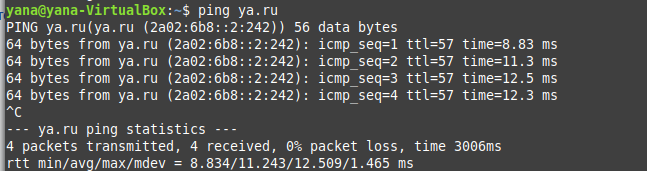 yana@yana-VirtualBox:~$ ping ya.ru
PING ya.ru(ya.ru (2a02:6b8::2:242)) 56 data bytes
64 bytes from ya.ru (2a02:6b8::2:242): icmp_seq=1 ttl=57 time=8.83 ms
64 bytes from ya.ru (2a02:6b8::2:242): icmp_seq=2 ttl=57 time=11.3 ms
64 bytes from ya.ru (2a02:6b8::2:242): icmp_seq=3 ttl=57 time=12.5 ms
64 bytes from ya.ru (2a02:6b8::2:242): icmp_seq=4 ttl=57 time=12.3 ms
^C
--- ya.ru ping statistics ---
4 packets transmitted, 4 received, 0% packet loss, time 3006ms
rtt min/avg/max/mdev = 8.834/11.243/12.509/1.465 ms